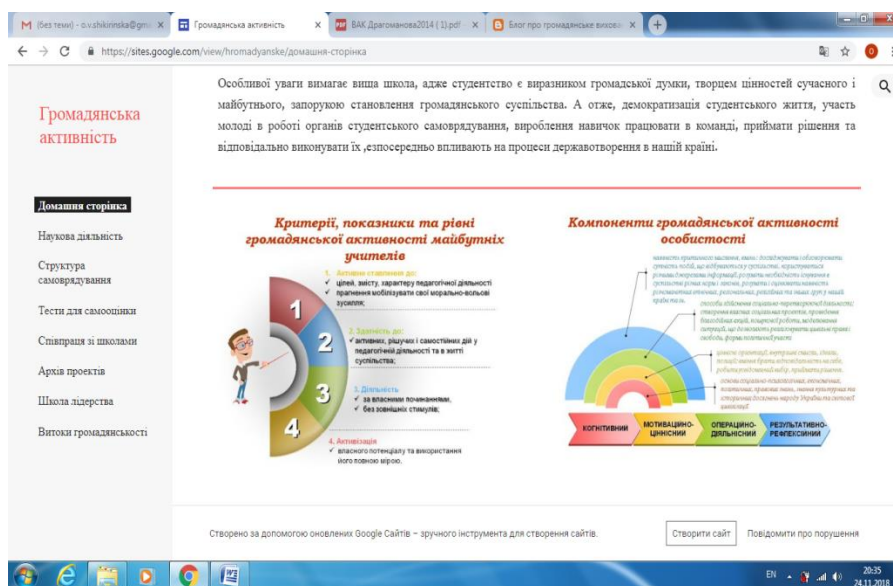 (без теми) - o.v.shikirinska@gm
Громадянська активність
ВАК Драгоманова2014 ( 1).pdf
Блог про громадянське вихова
https://sites.google.com/view/hromadyanske/домашня-сторінка
Громадянська
активність
Домашня сторінка
Наукова діяльність
Структура
самоврядування
Тести для самооцінки
Співпраця зі школами
Архів проектів
Школа лідерства
Витоки громадянськості
Особливої уваги вимагає вища школа, адже студентство є виразником громадської думки, творцем цінностей сучасного і
майбутнього, запорукою становлення громадянського суспільства. А отже, демократизація студентського життя, участь
молоді в роботі органів студентського самоврядування, вироблення навичок працювати в команді, приймати рішення та
відповідально виконувати їх ,езпосередньо впливають на процеси державотворення в нашій країні.
Критерії, показники та рівні
громадянської активності майбутніх
учителів
1
2
3
4
1. Активне ставлення до:
✓ цілей, змісту, характеру педагогічної діяльності
✓ прагнення мобілізувати свої морально-вольові
зусилля;
2. Здатність до:
✓ активних, рішучих і самостійних дій у
педагогічній діяльності та в житті
суспільства;
3. Діяльність
✓ за власними починаннями,
✓ без зовнішніх стимулів;
4. Активізація
✓ власного потенціалу та використання
його повною мірою.
Компоненти громадянської активності
особистості
КОГНІТИВНИЙ
МОТИВАЦІЙНО-
ЦІННІСНИЙ
ОПЕРАЦІЙНО-
ДІЯЛЬНІСНИЙ
РЕЗУЛЬТАТИВНО-
РЕФЛЕКСІЙНИЙ
Створено за допомогою оновлених Google Сайтів – зручного інструмента для створення сайтів.
Створити сайт
Повідомити про порушення
EN
20:35
24.11.2018